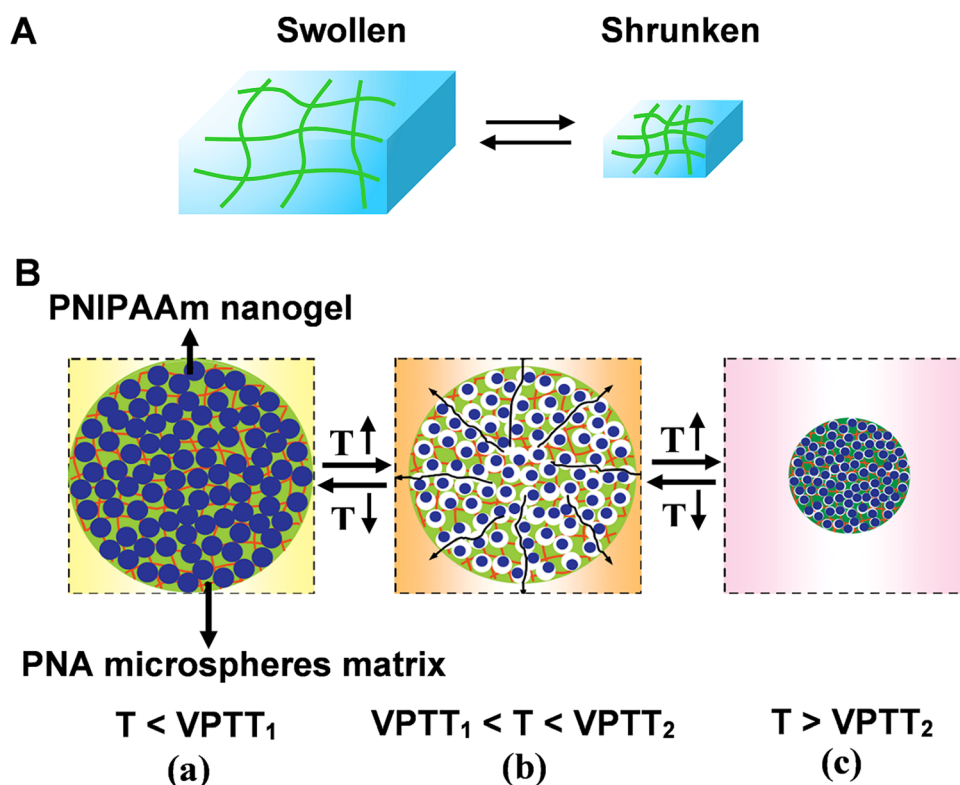 A
Swollen
Shrunken
B
PNIPAAm nanogel
T↑
T↓
T↑
T↓
PNA microspheres matrix
T < VPTT₁
VPTT₁ < T < VPTT₂
T > VPTT₂
(a)
(b)
(c)